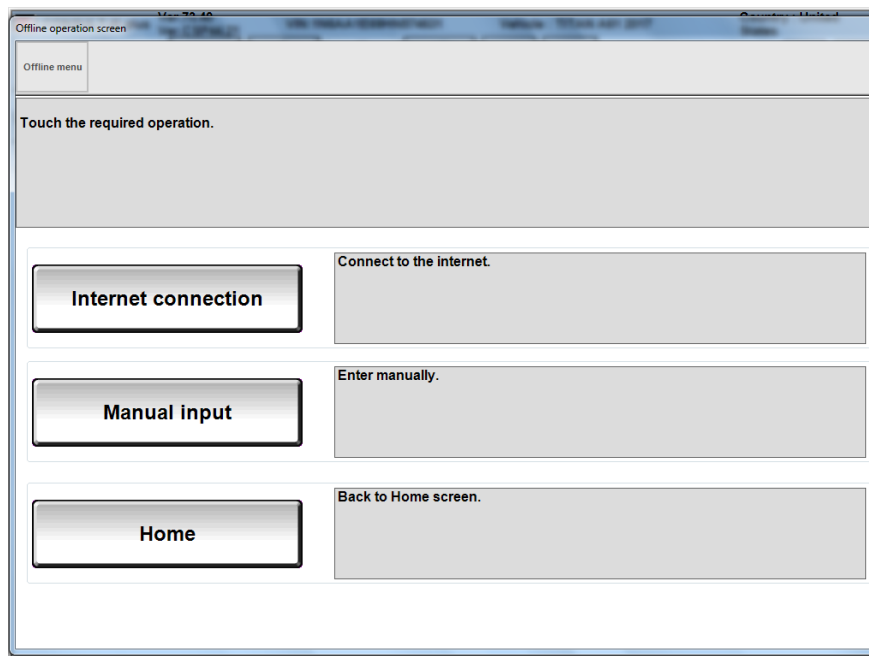 Offline operation screen
Offline menu
Touch the required operation.
Internet connection
Connect to the internet.
Manual input
Enter manually.
Home
Back to Home screen.